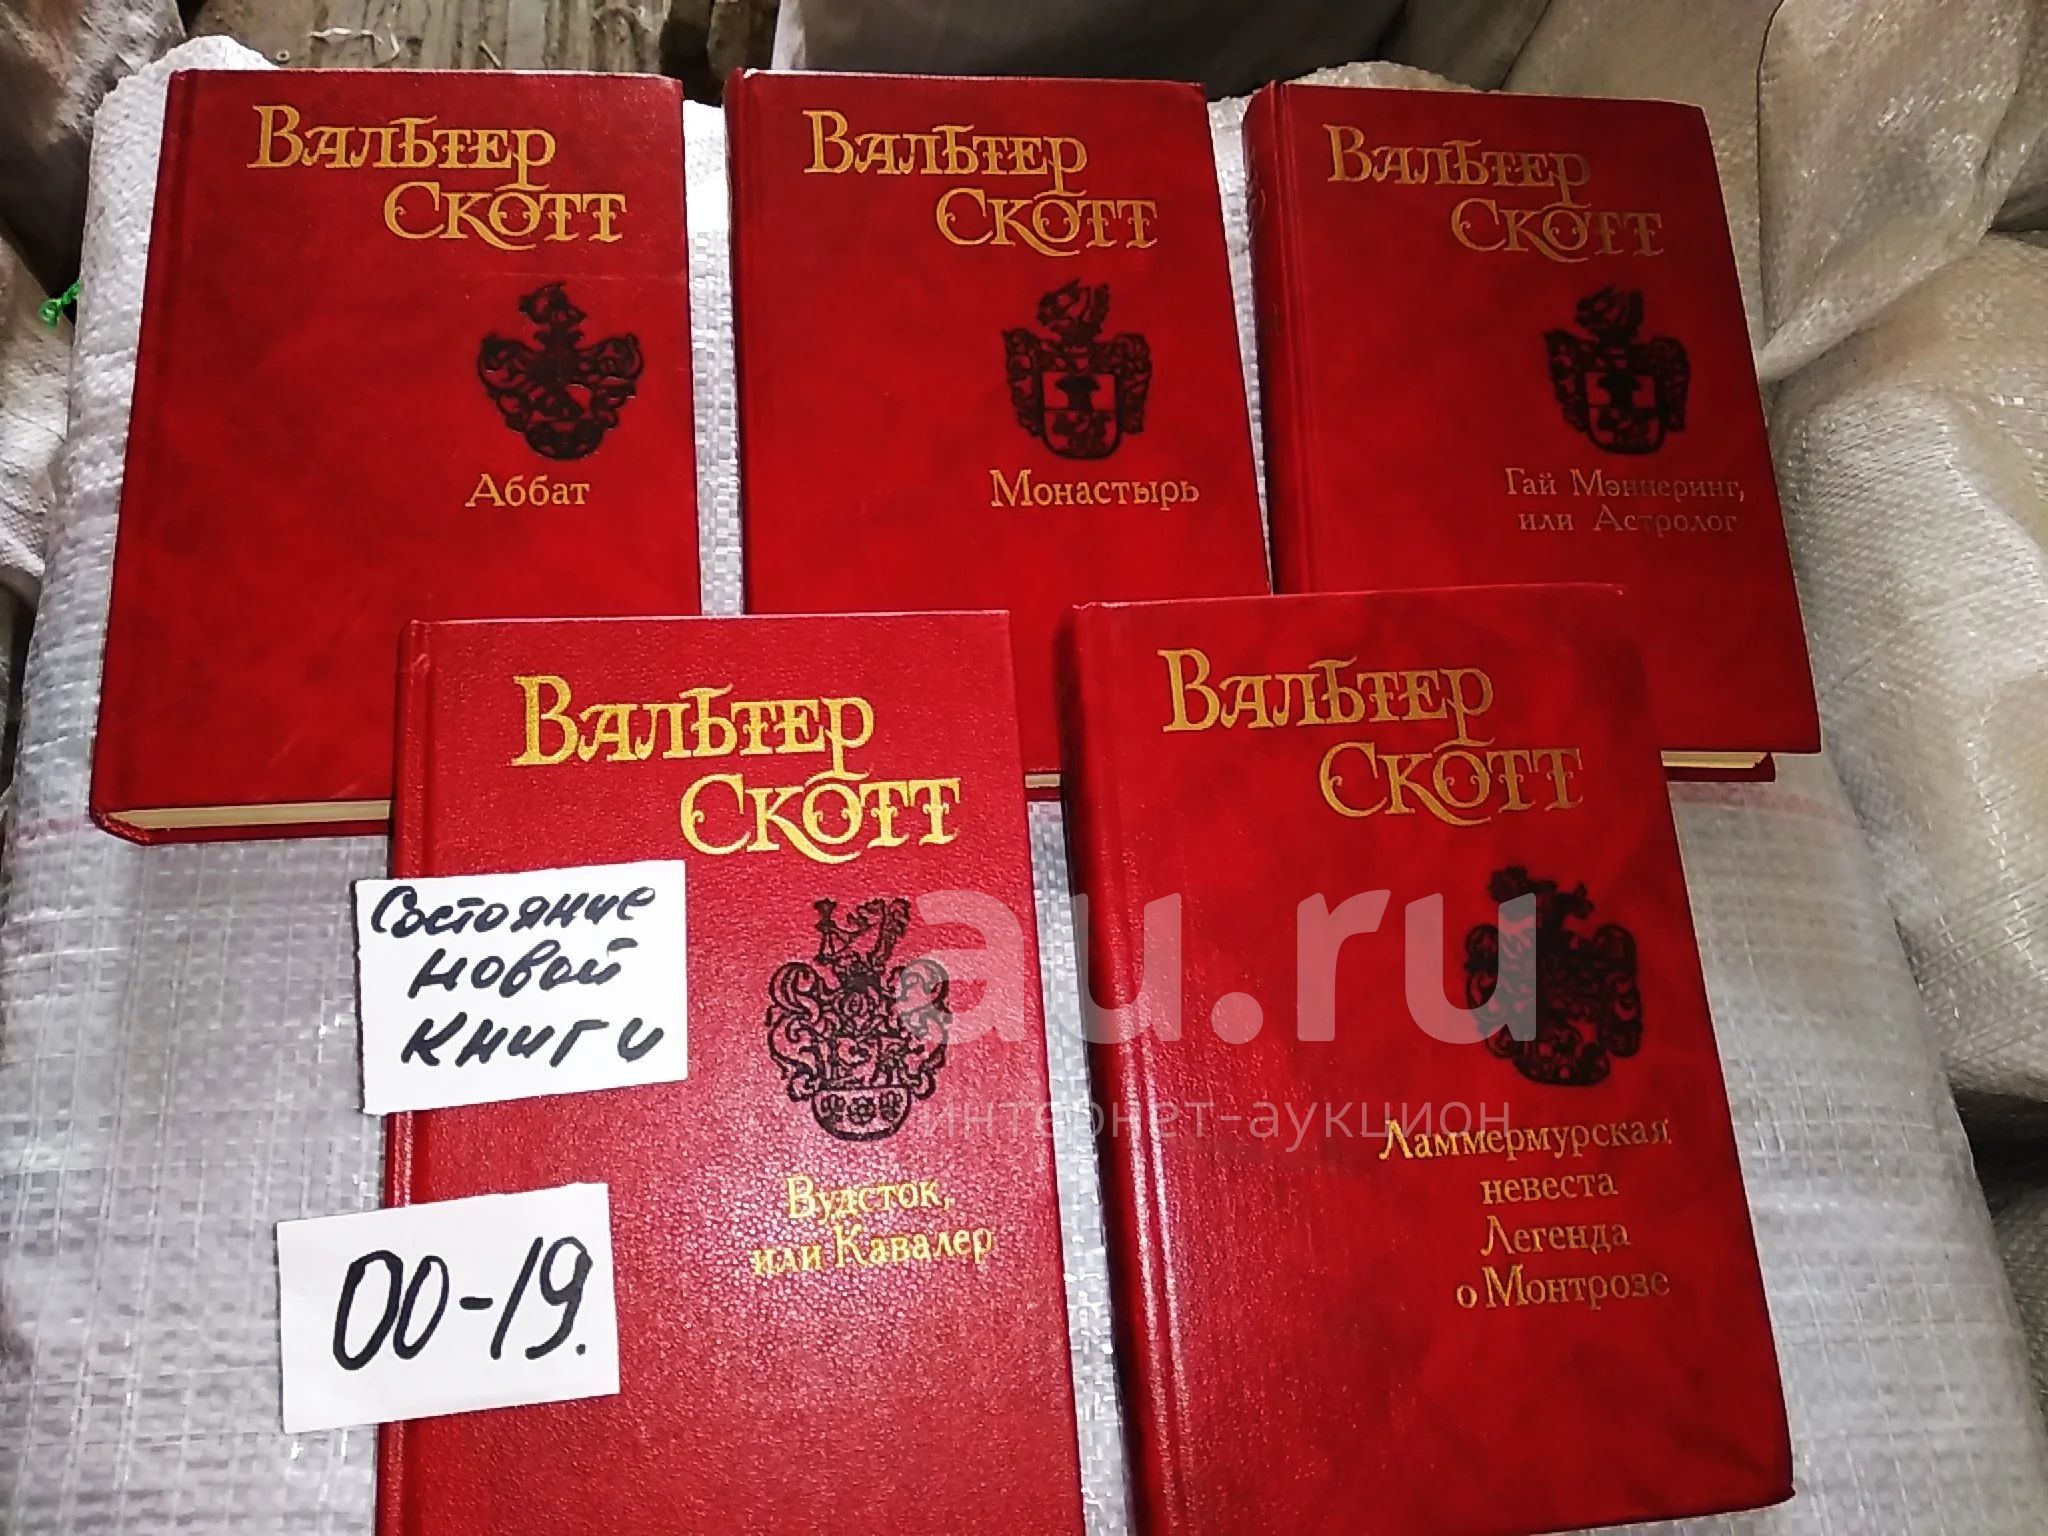 Вальтер
Скотт
Аббат
Вальтер
Скотт
Монастырь
Вальтер
Скотт
Гай Мэннеринг,
или Астролог
Вальтер
Скотт
Вудсток,
или Кавалер
Вальтер
Скотт
Ламмермурская
невеста
Легенда
о Монтрозе
Состояние
новой
книги
00-19.
au.ru
интернет-аукцион